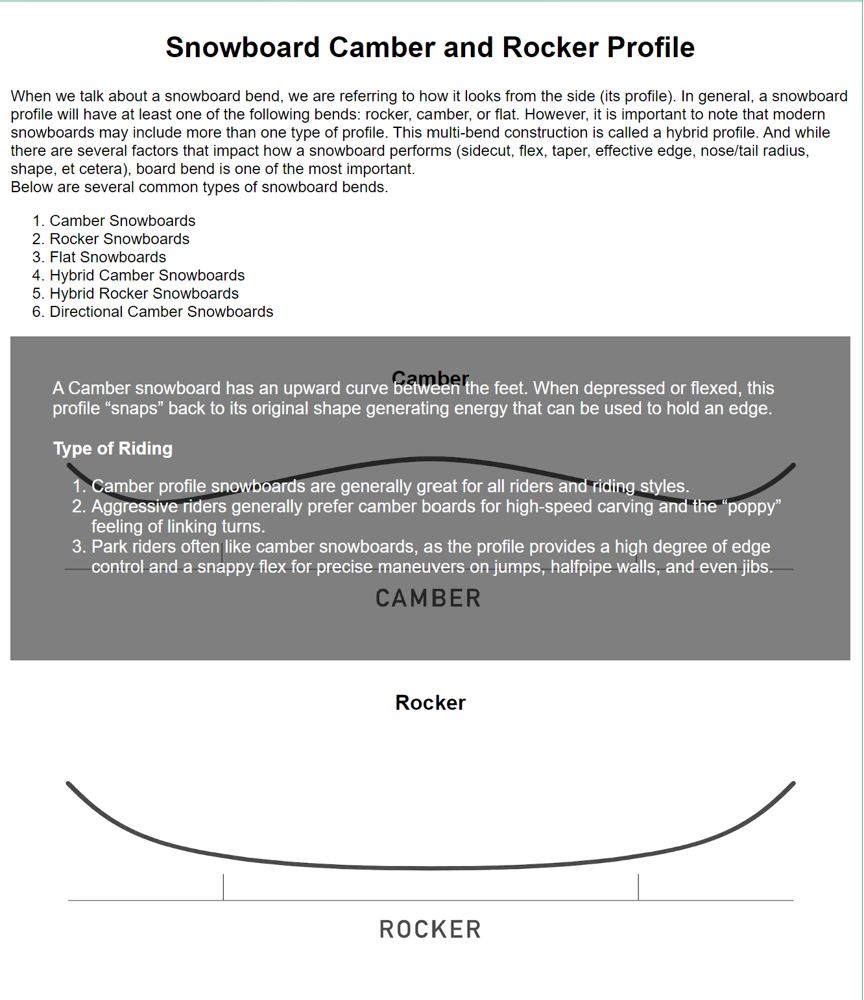 Snowboard Camber and Rocker Profile
When we talk about a snowboard bend, we are referring to how it looks from the side (its profile). In general, a snowboard
profile will have at least one of the following bends: rocker, camber, or flat. However, it is important to note that modern
snowboards may include more than one type of profile. This multi-bend construction is called a hybrid profile. And while
there are several factors that impact how a snowboard performs (sidecut, flex, taper, effective edge, nose/tail radius,
shape, et cetera), board bend is one of the most important.
Below are several common types of snowboard bends.
1. Camber Snowboards
2. Rocker Snowboards
3. Flat Snowboards
4. Hybrid Camber Snowboards
5. Hybrid Rocker Snowboards
6. Directional Camber Snowboards
Camber
A Camber snowboard has an upward curve between the feet. When depressed or flexed, this
profile “snaps” back to its original shape generating energy that can be used to hold an edge.
Type of Riding
1. Camber profile snowboards are generally great for all riders and riding styles.
2. Aggressive riders generally prefer camber boards for high-speed carving and the “poppy”
feeling of linking turns.
3. Park riders often like camber snowboards, as the profile provides a high degree of edge
control and a snappy flex for precise maneuvers on jumps, halfpipe walls, and even jibs.
CAMBER
Rocker
ROCKER